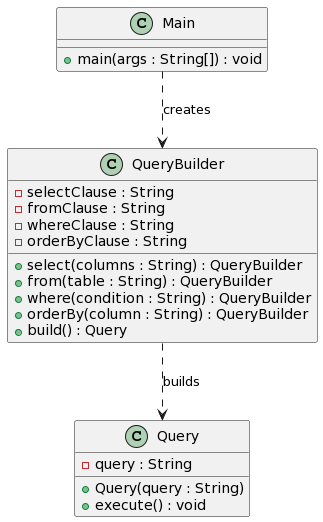 C Main
main(args : String[]) : void
creates
C QueryBuilder
selectClause : String
fromClause : String
whereClause : String
orderByClause : String
select(columns : String) : QueryBuilder
from(table : String) : QueryBuilder
where(condition : String) : QueryBuilder
orderBy(column : String) : QueryBuilder
build() : Query
builds
C Query
query : String
Query(query : String)
execute() : void